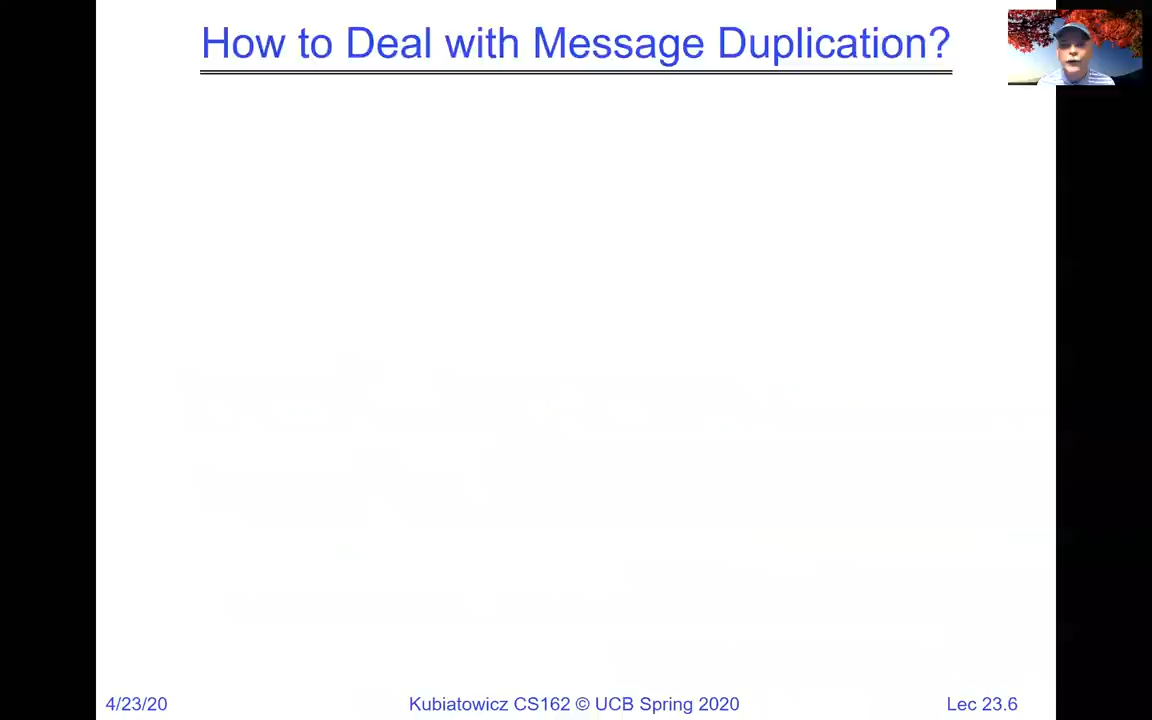 How to Deal with Message Duplication?
4/23/20
Kubiatowicz CS162 © UCB Spring 2020
Lec 23.6